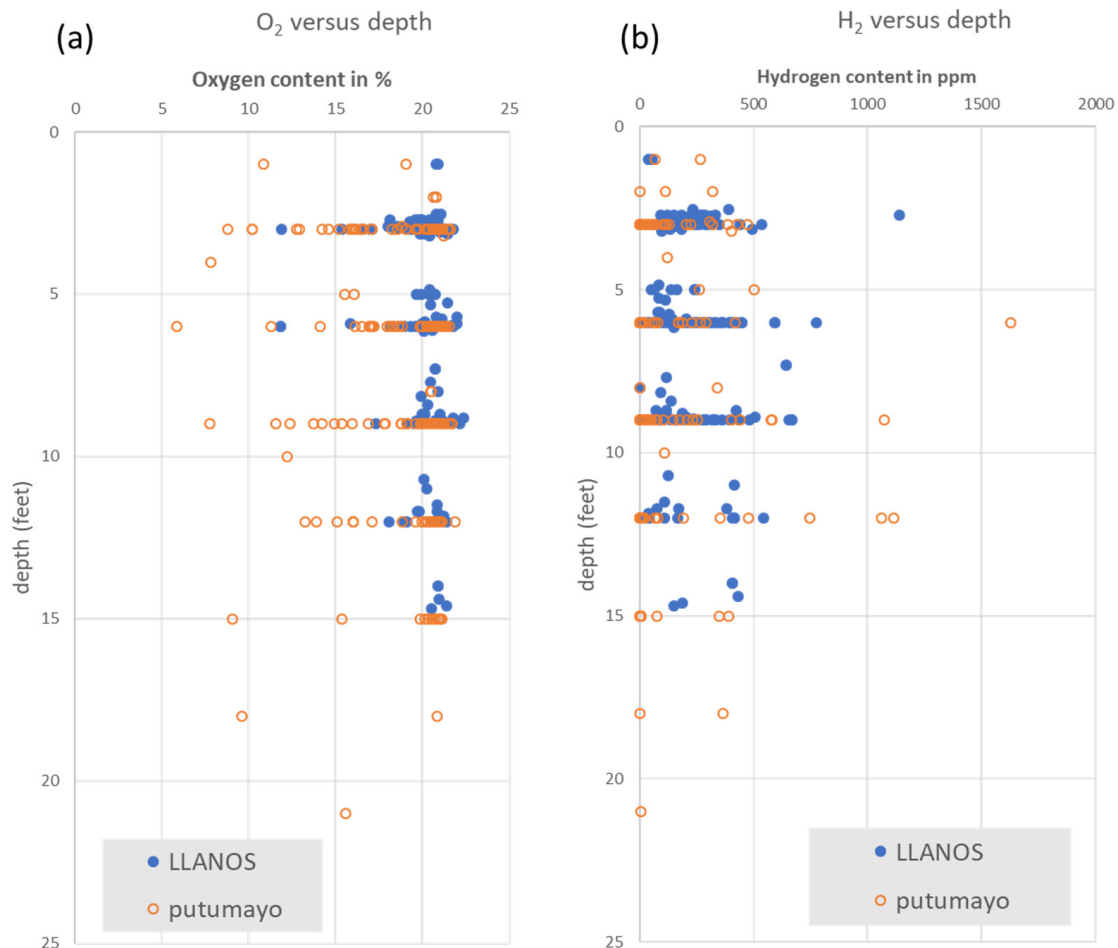 (a)
O₂ versus depth
Oxygen content in %
0 5 10 15 20 25
0
5
10
15
20
25
depth (feet)
LLANOS
putumayo
(b)
H₂ versus depth
Hydrogen content in ppm
0 500 1000 1500 2000
0
5
10
15
20
25
depth (feet)
LLANOS
putumayo